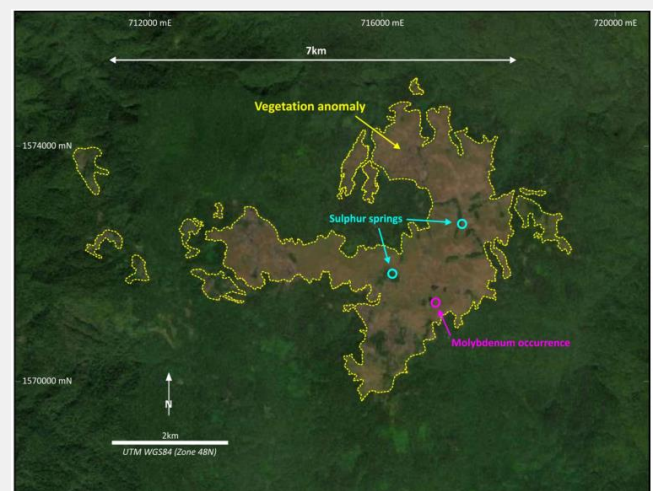 712000 mE
716000 mE
720000 mE
7km
Vegetation anomaly
1574000 mN
Sulphur springs
Molybdenum occurrence
1570000 mN
N
2km
UTM WGS84 (Zone 48N)